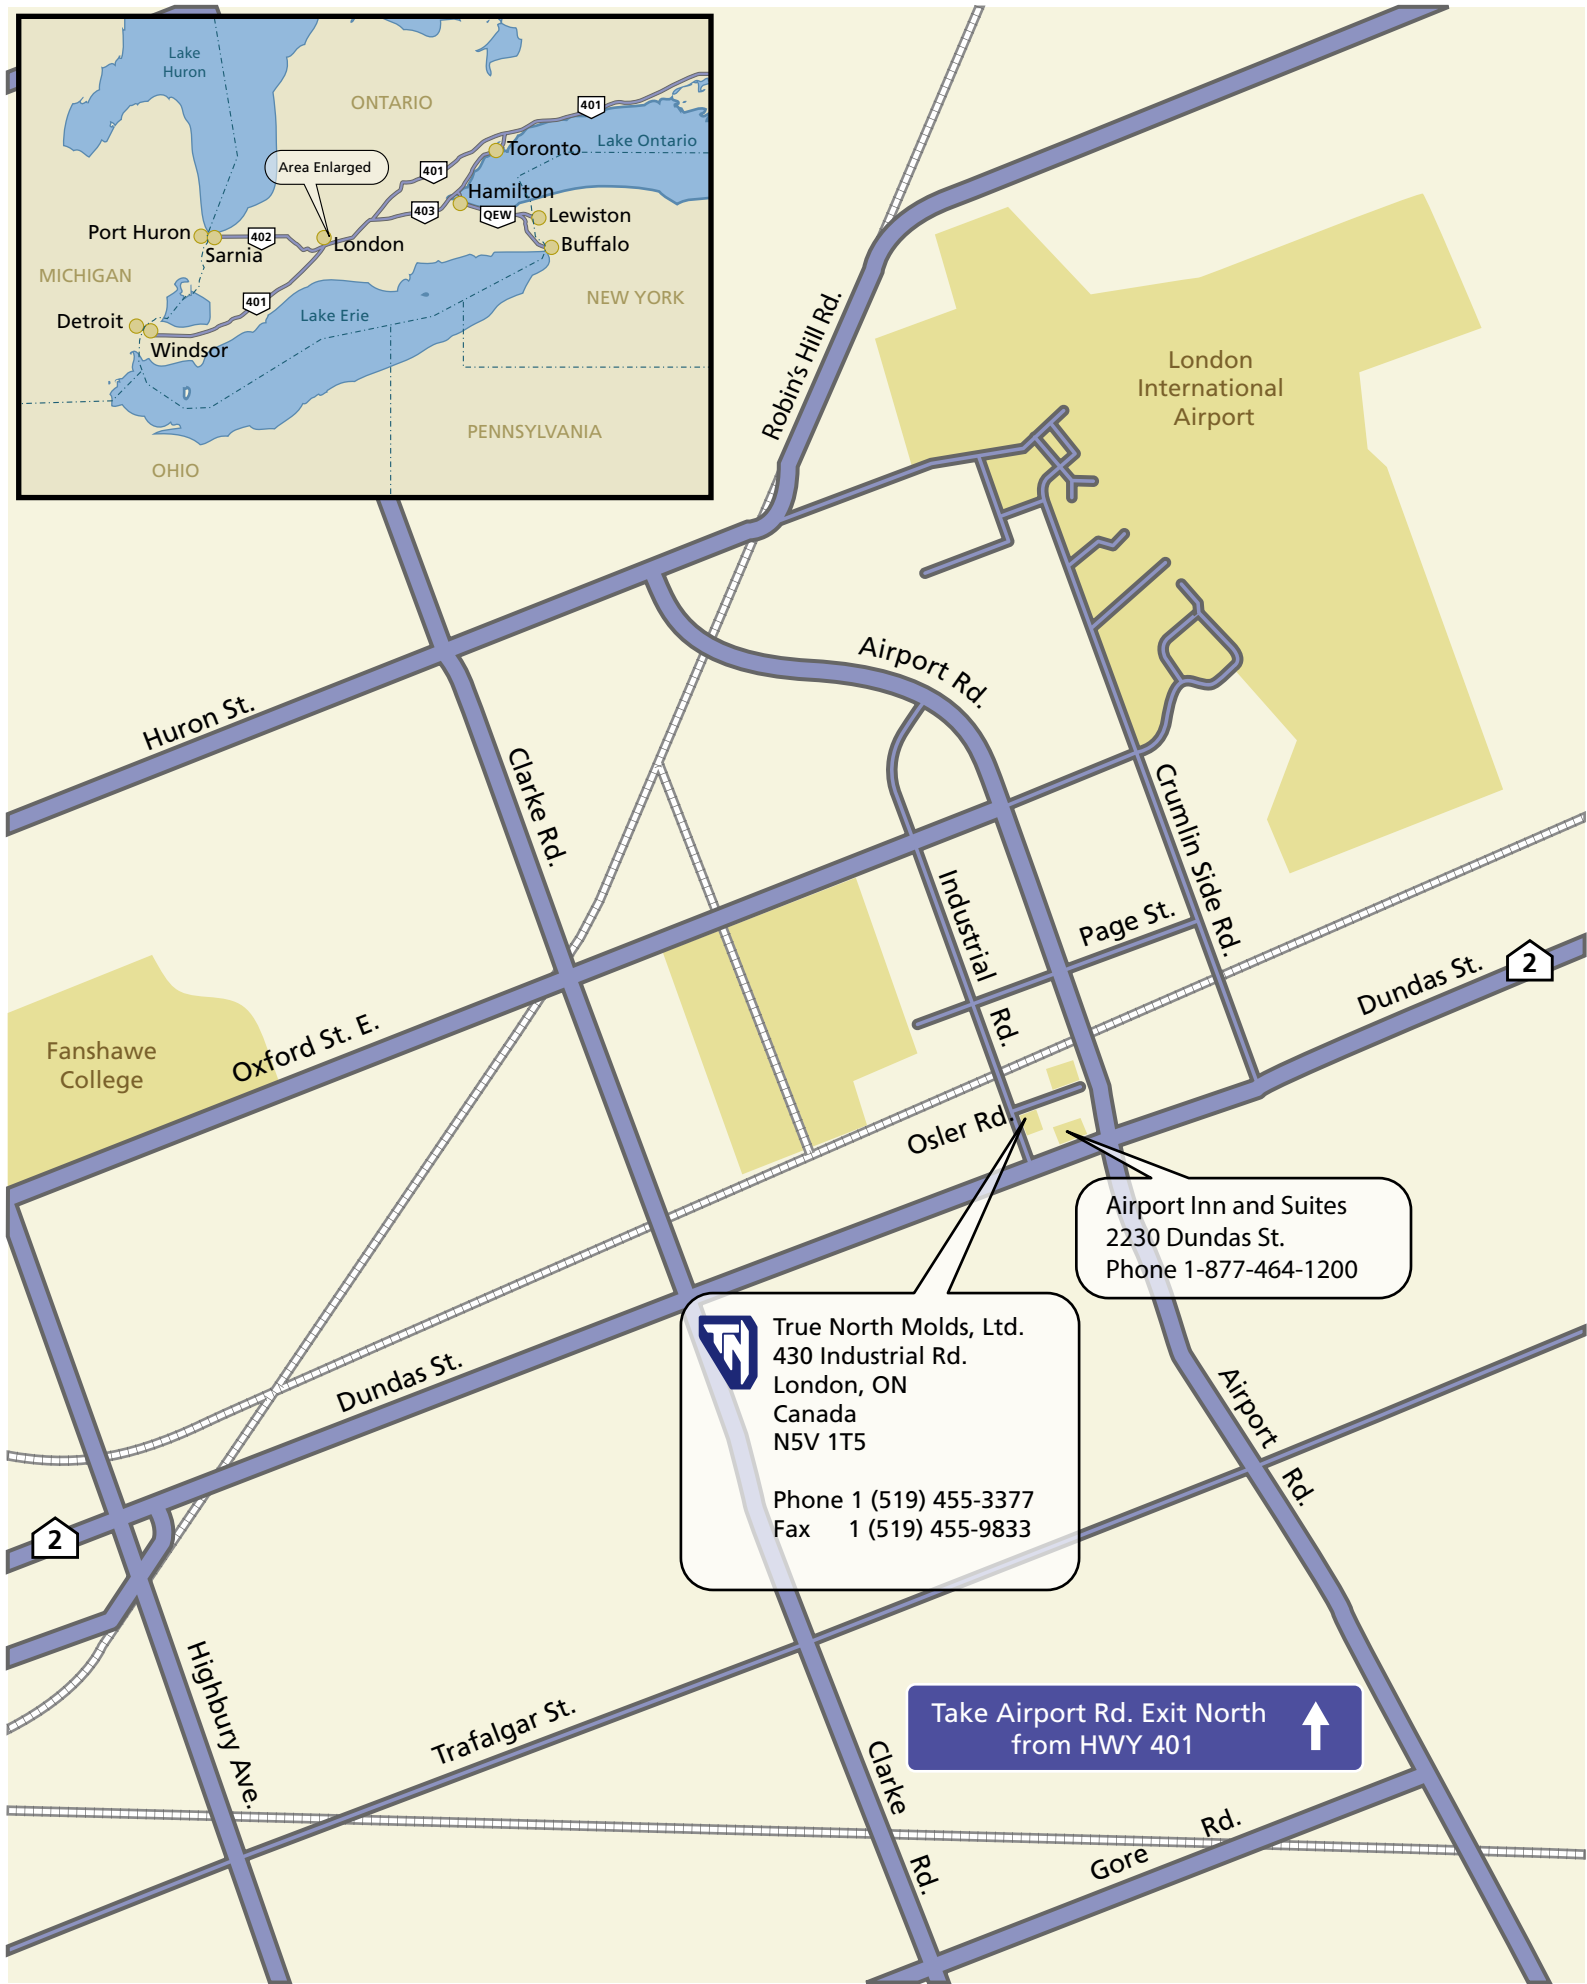 Lake
Huron
ONTARIO
401
Lake Ontario
Toronto
Area Enlarged
401
Hamilton
403
QEW
Lewiston
Port Huron
402
London
Buffalo
Sarnia
MICHIGAN
401
NEW YORK
Detroit
Lake Erie
Windsor
PENNSYLVANIA
OHIO
Robin's Hill Rd.
London
International
Airport
Airport Rd.
Huron St.
Clarke Rd.
Crumlin Side Rd.
Industrial Rd.
Page St.
Dundas St.
2
Fanshawe
College
Oxford St. E.
Osler Rd.
Airport Inn and Suites
2230 Dundas St.
Phone 1-877-464-1200
TN
True North Molds, Ltd.
430 Industrial Rd.
London, ON
Canada
N5V 1T5
Phone 1 (519) 455-3377
Fax 1 (519) 455-9833
Dundas St.
Airport Rd.
2
Highbury Ave.
Trafalgar St.
Take Airport Rd. Exit North
from HWY 401
Clarke Rd.
Gore Rd.